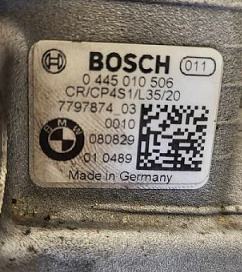 BOSCH 011
0 445 010 506
CR/CP4S1/L35/20
7797874 03
0010
BMW 080829
01 0489
Made in Germany